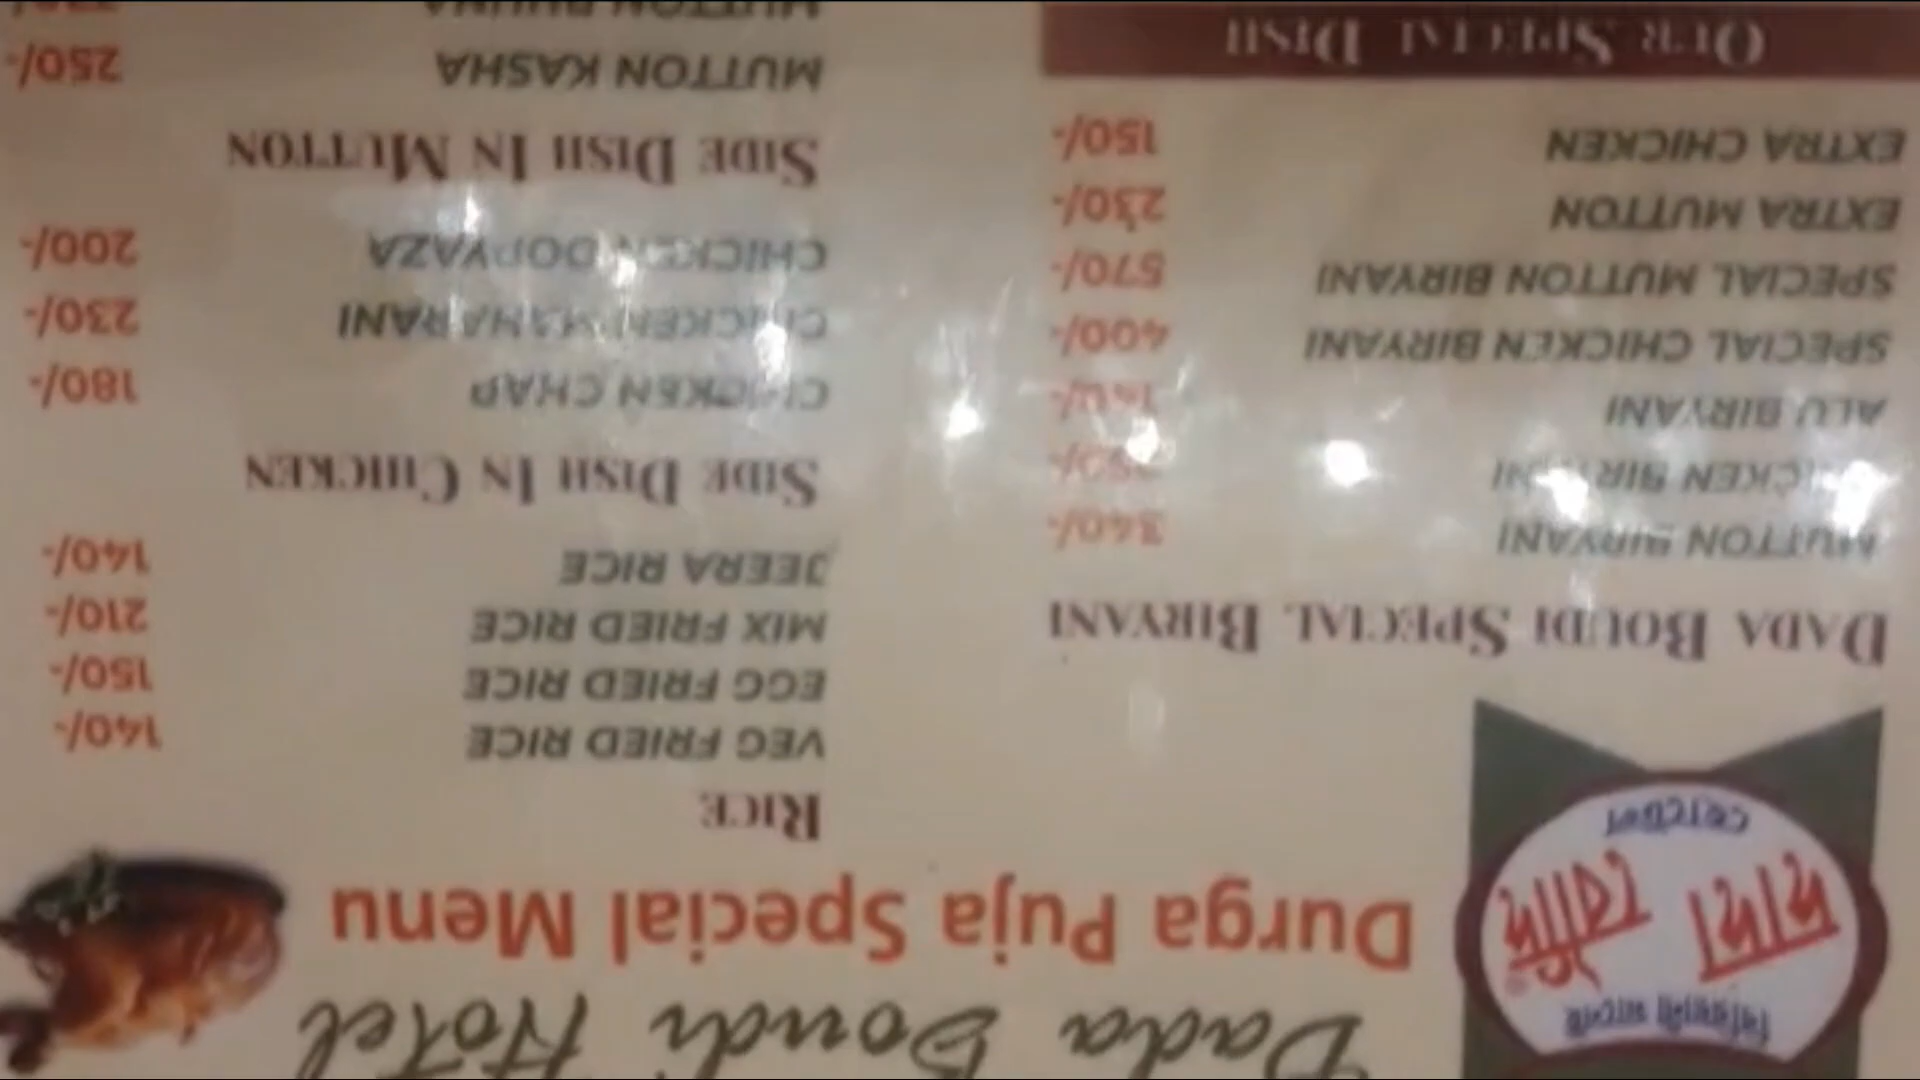 Dada Boudi Hotel
Durga Puja Special Menu
বিরিয়ানী মানেই
দাদা বৌদি
হোটেল
DADA BOUDI SPECIAL BIRYANI
MUTTON BIRYANI 340/-
CHICKEN BIRYANI
ALU BIRYANI 140/-
SPECIAL CHICKEN BIRYANI 400/-
SPECIAL MUTTON BIRYANI 570/-
EXTRA MUTTON 230/-
EXTRA CHICKEN 150/-
OUR SPECIAL DISH
RICE
VEG FRIED RICE 140/-
EGG FRIED RICE 150/-
MIX FRIED RICE 210/-
JEERA RICE 140/-
SIDE DISH IN CHICKEN
CHICKEN CHAP 180/-
CHICKEN MAHARANI 230/-
CHICKEN DOPYAZA 200/-
SIDE DISH IN MUTTON
MUTTON KASHA 250/-
MUTTON BHUNA